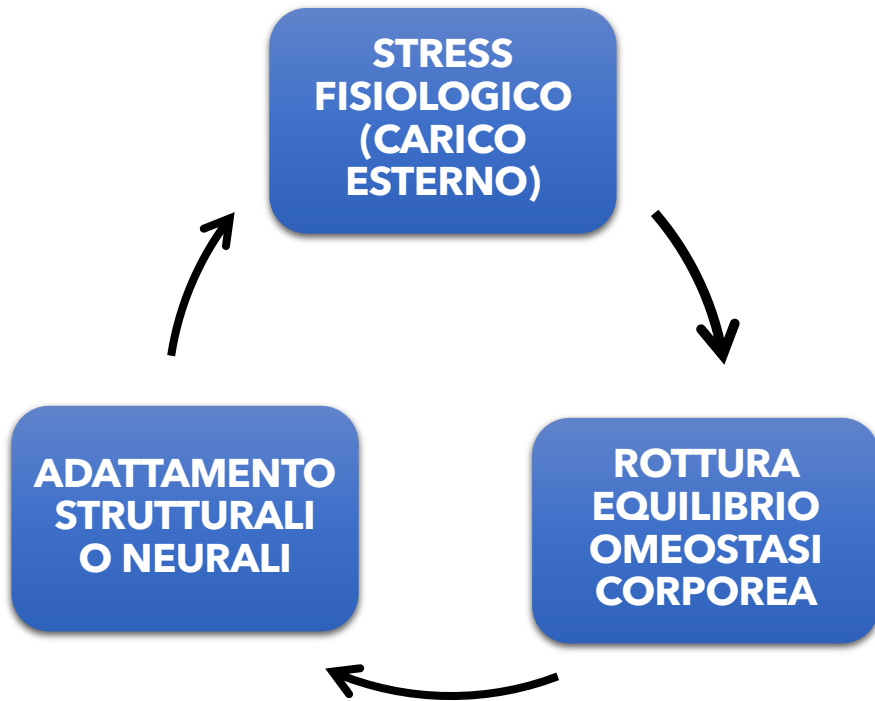 STRESS
FISIOLOGICO
(CARICO
ESTERNO)
ADATTAMENTO
STRUTTURALI
O NEURALI
ROTTURA
EQUILIBRIO
OMEOSTASI
CORPOREA